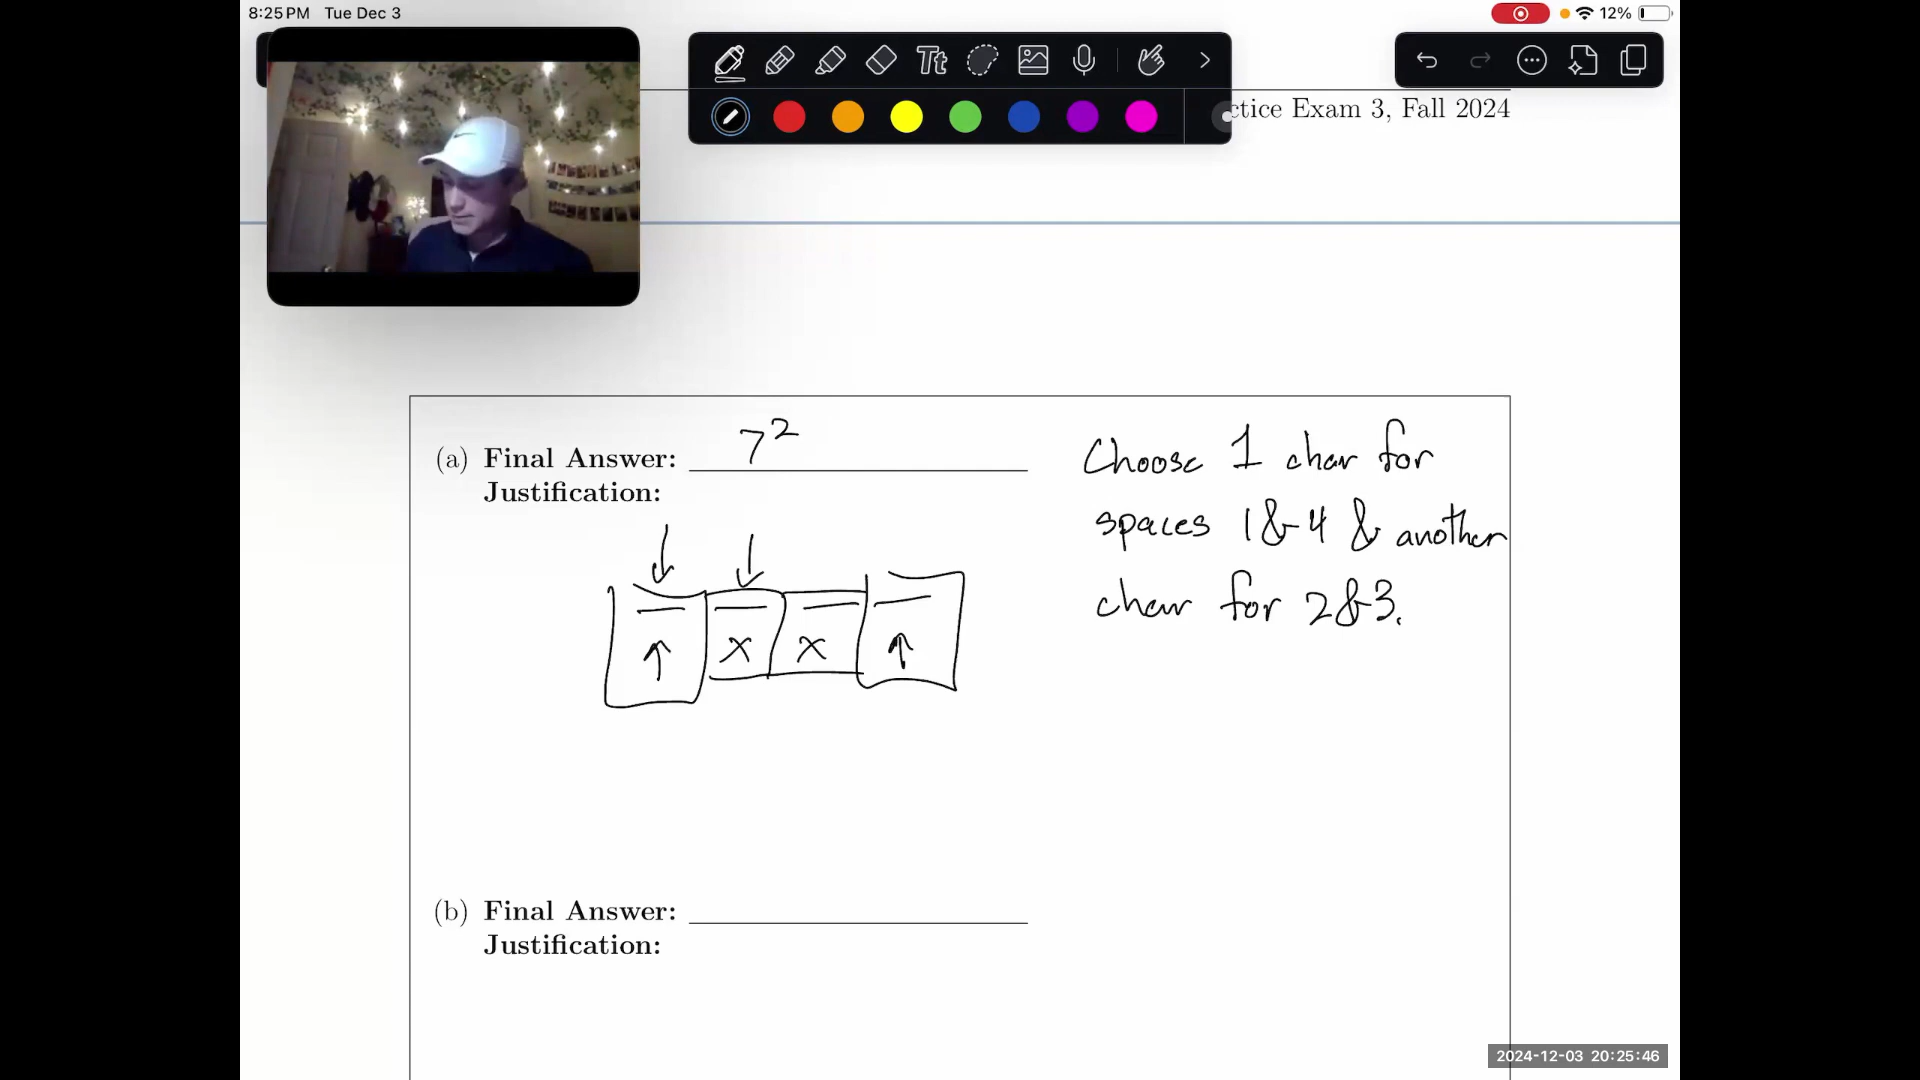 8:25 PM Tue Dec 3
12%
Tt
ctice Exam 3, Fall 2024
(a) Final Answer: 7²
Justification:
Choose 1 char for
spaces 1 & 4 & another
char for 2 & 3.
x x
(b) Final Answer:
Justification:
2024-12-03 20:25:46